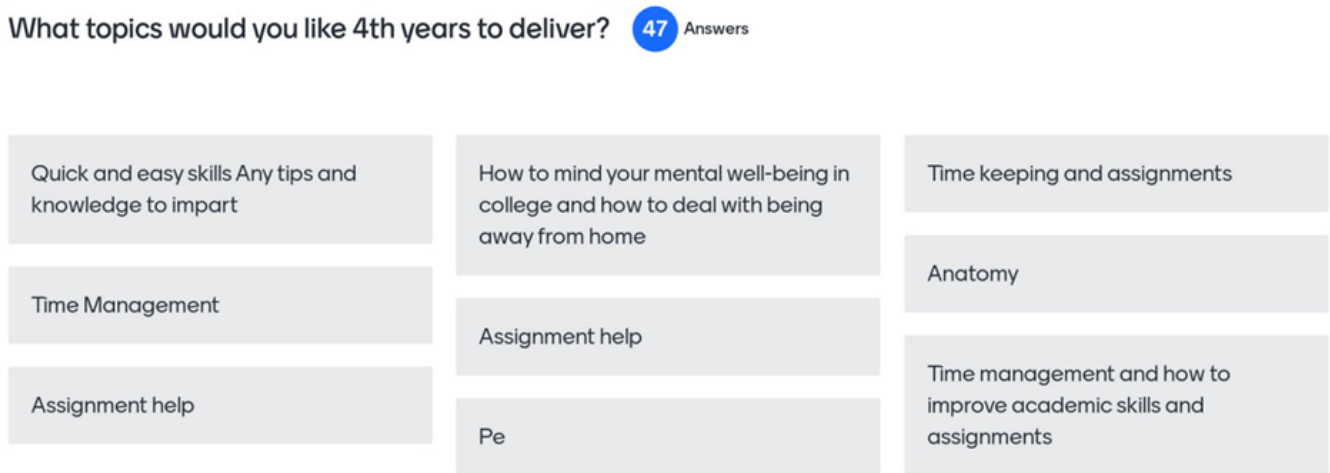 What topics would you like 4th years to deliver? 47 Answers
Quick and easy skills Any tips and
knowledge to impart
Time Management
Assignment help
How to mind your mental well-being in
college and how to deal with being
away from home
Assignment help
Pe
Time keeping and assignments
Anatomy
Time management and how to
improve academic skills and
assignments